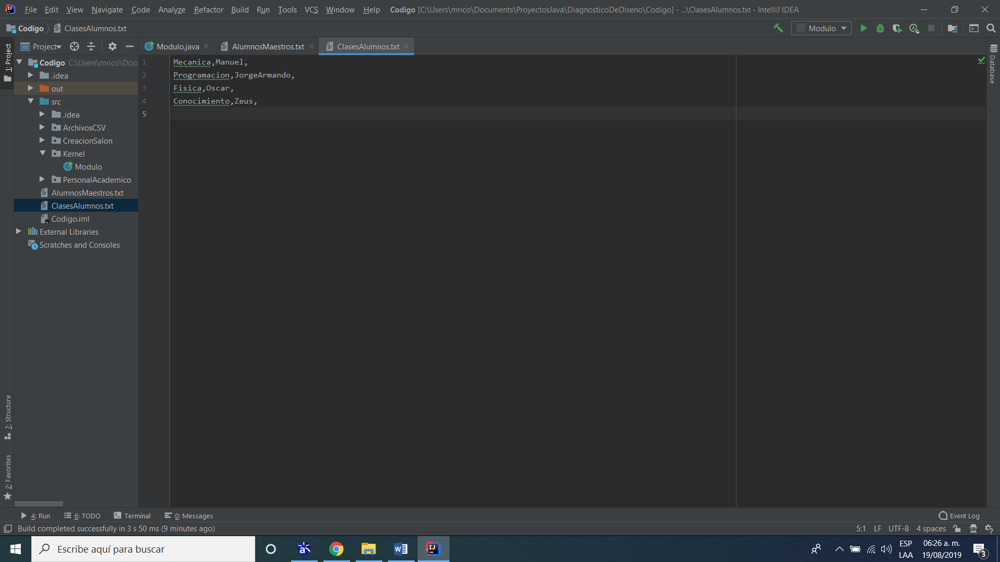 File Edit View Navigate Code Analyze Refactor Build Run Tools VCS Window Help Codigo [C:\Users\mrico\Documents\ProyectosJava\DiagnosticoDeDiseno\Codigo] - ...\ClasesAlumnos.txt - IntelliJ IDEA
Codigo ClasesAlumnos.txt
Modulo
Project
Modulo.java
AlumnosMaestros.txt
ClasesAlumnos.txt
1: Project
7: Structure
2: Favorites
Database
Codigo C:\Users\mrico\Docu
.idea
out
src
.idea
ArchivosCSV
CreacionSalon
Kernel
Modulo
PersonalAcademico
AlumnosMaestros.txt
ClasesAlumnos.txt
Codigo.iml
External Libraries
Scratches and Consoles
1 Mecanica,Manuel,
2 Programacion,JorgeArmando,
3 Fisica,Oscar,
4 Conocimiento,Zeus,
5
4: Run 6: TODO Terminal 0: Messages Event Log
Build completed successfully in 3 s 50 ms (9 minutes ago) 5:1 LF UTF-8 4 spaces
Escribe aquí para buscar
ESP
LAA
06:26 a. m.
19/08/2019
3